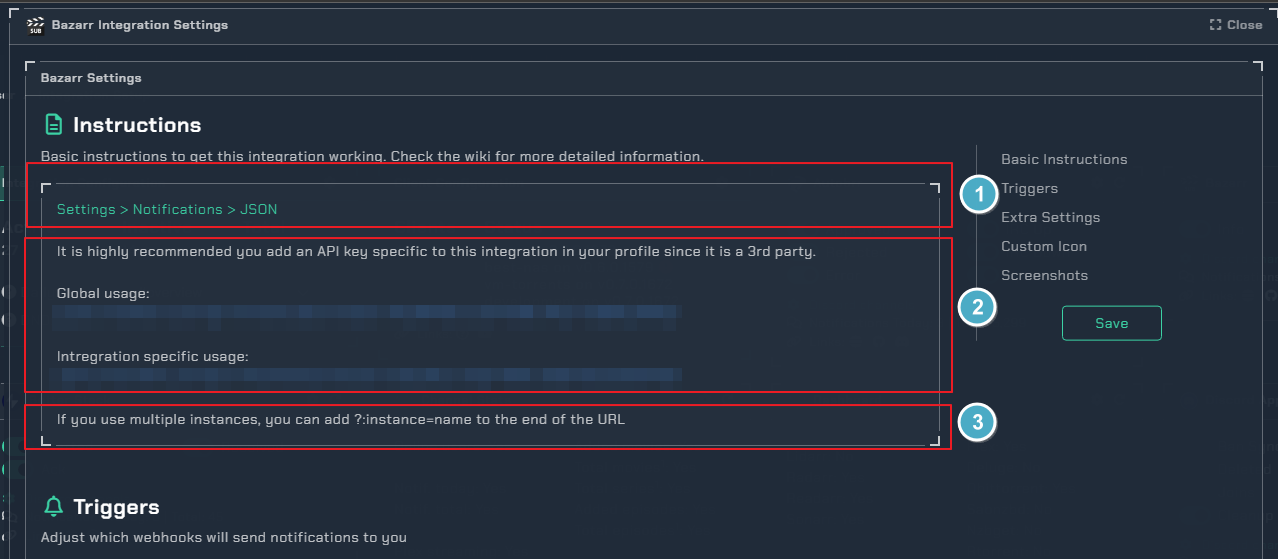 SUB
Bazarr Integration Settings
Close
Bazarr Settings
Instructions
Basic instructions to get this integration working. Check the wiki for more detailed information.
Settings > Notifications > JSON
1
It is highly recommended you add an API key specific to this integration in your profile since it is a 3rd party.
Global usage:
2
Intregration specific usage:
If you use multiple instances, you can add ?:instance=name to the end of the URL
3
Basic Instructions
Triggers
Extra Settings
Custom Icon
Screenshots
Save
Triggers
Adjust which webhooks will send notifications to you